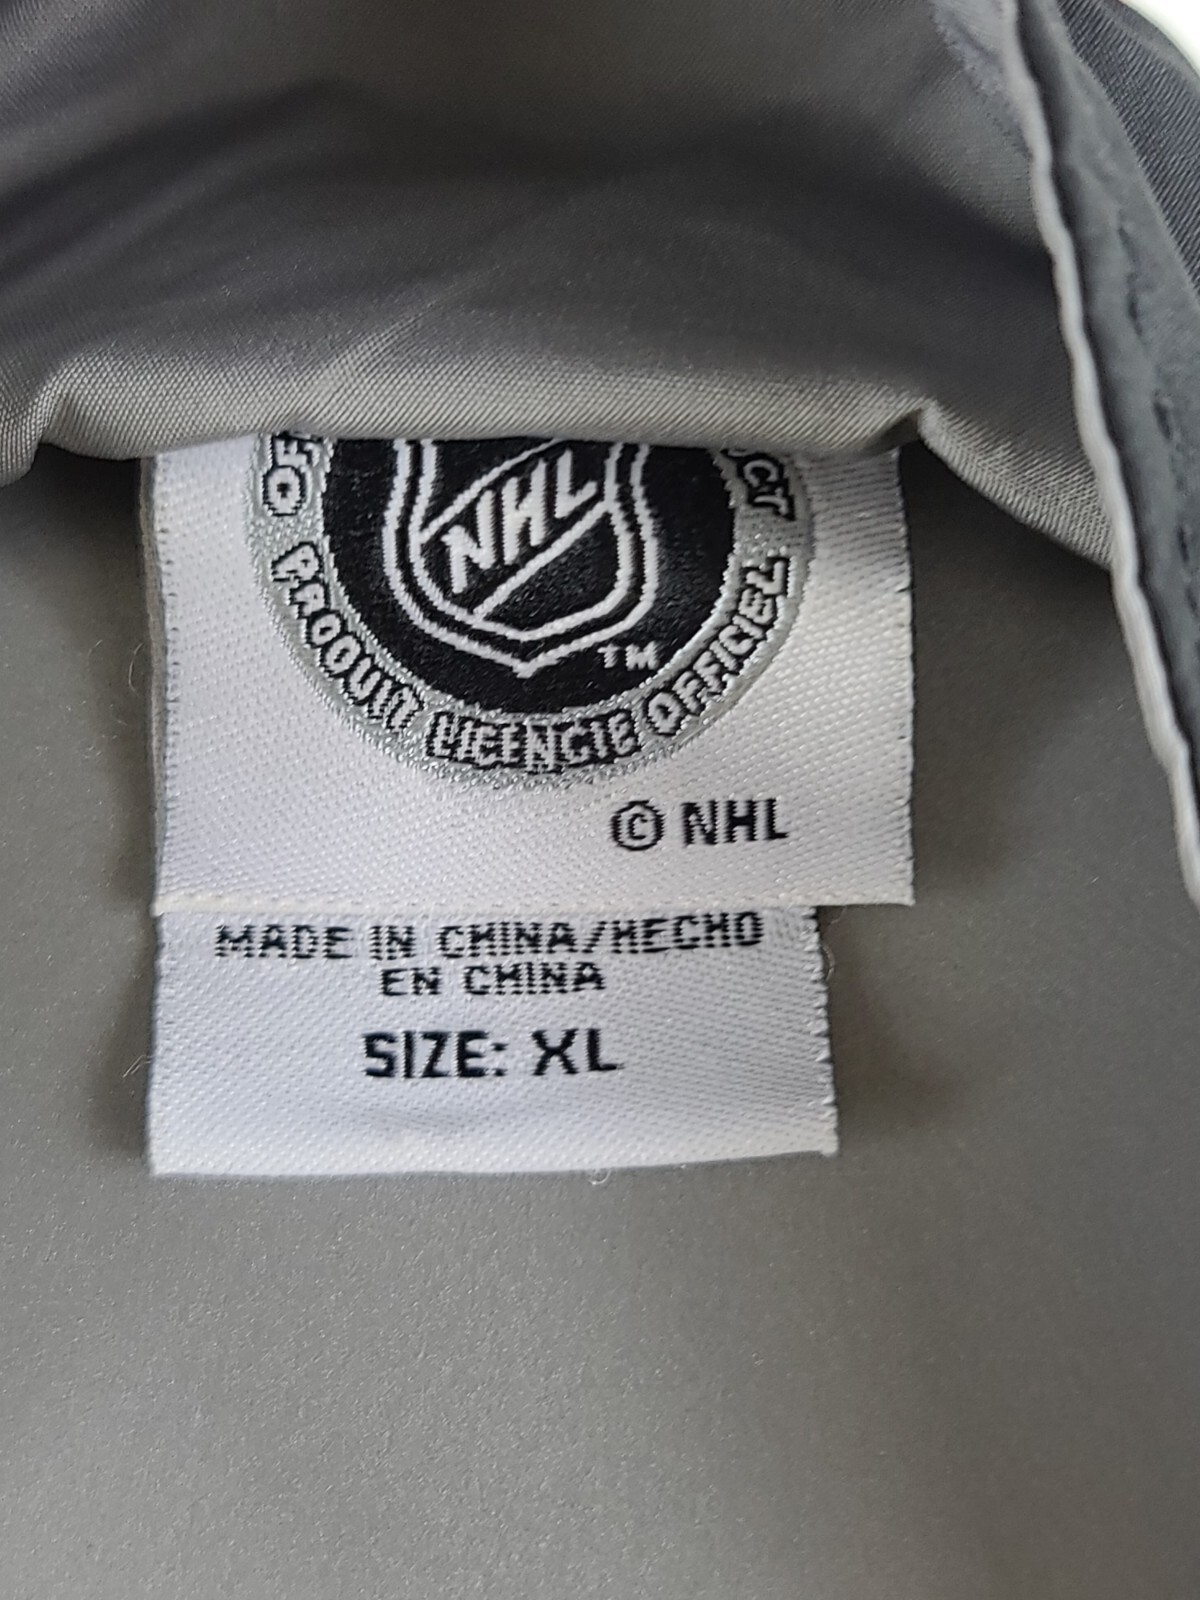 NHL
TM
PRODUIT LICENCIE OFFICIEL
© NHL
MADE IN CHINA/HECHO
EN CHINA
SIZE: XL